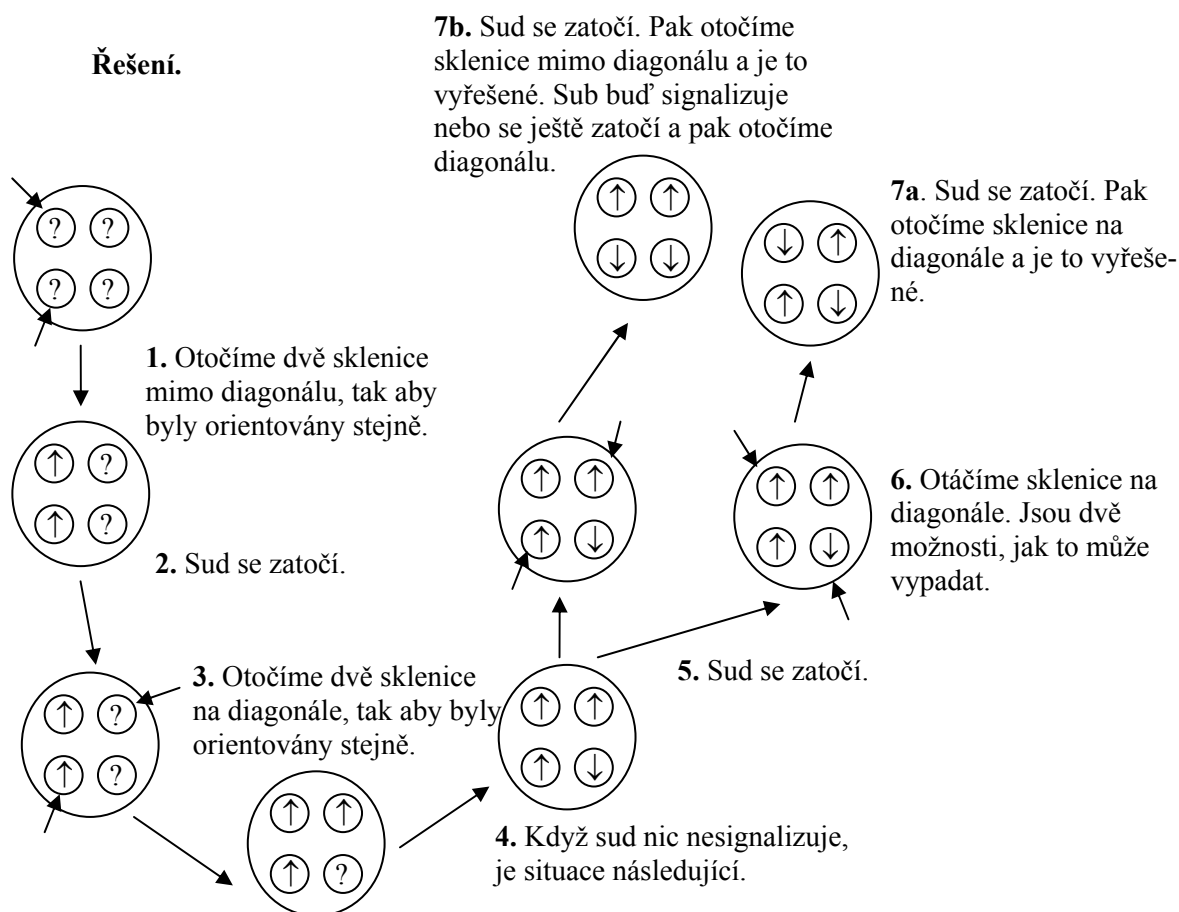 Řešení.
7b. Sud se zatočí. Pak otočíme
sklenice mimo diagonálu a je to
vyřešené. Sub buď signalizuje
nebo se ještě zatočí a pak otočíme
diagonálu.
↑ ↑
↓ ↓
7a. Sud se zatočí. Pak
otočíme sklenice na
diagonále a je to vyřeše-
né.
↓ ↑
↑ ↓
? ?
? ?
1. Otočíme dvě sklenice
mimo diagonálu, tak aby
byly orientovány stejně.
↑ ?
↑ ?
2. Sud se zatočí.
↑ ?
↑ ?
3. Otočíme dvě sklenice
na diagonále, tak aby byly
orientovány stejně.
↑ ↑
↑ ?
↑ ↑
↑ ↓
4. Když sud nic nesignalizuje,
je situace následující.
5. Sud se zatočí.
↑ ↑
↑ ↓
↑ ↑
↑ ↓
6. Otáčíme sklenice na
diagonále. Jsou dvě
možnosti, jak to může
vypadat.